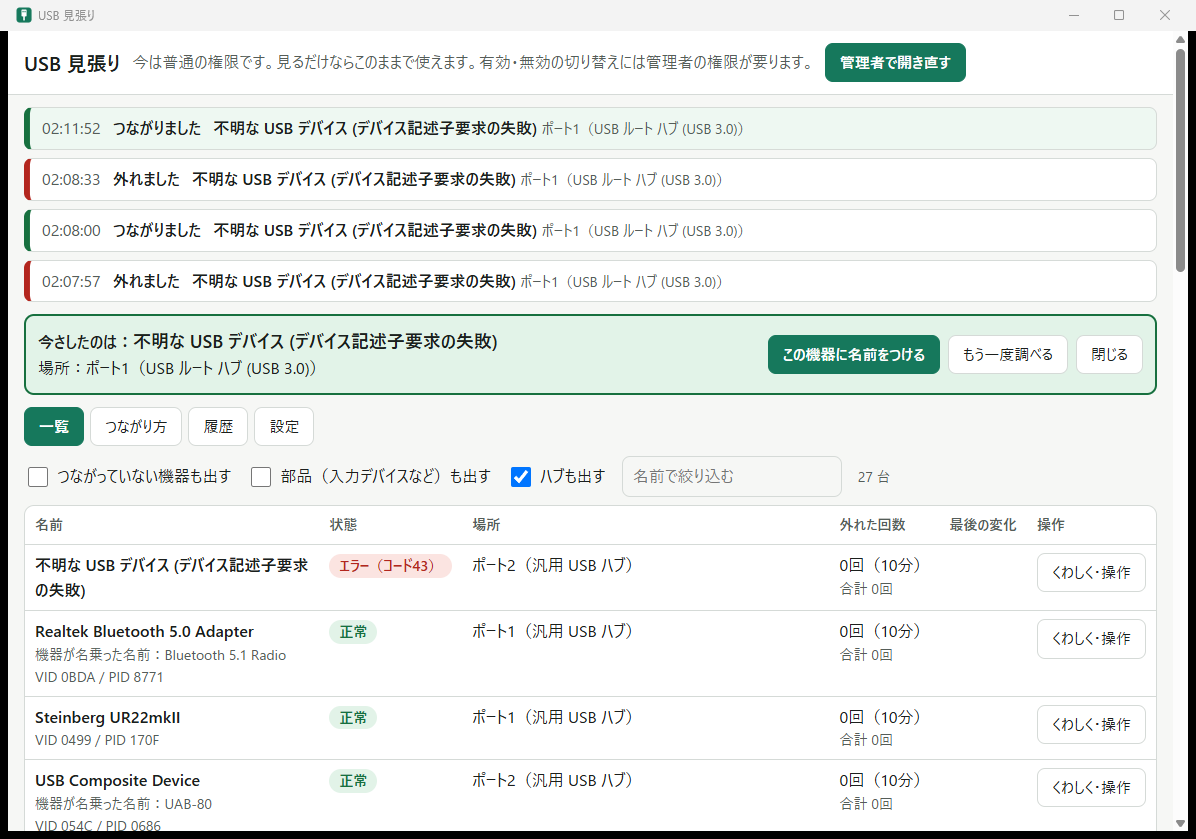 USB 見張り
USB 見張り 今は普通の権限です。見るだけならこのままで使えます。有効・無効の切り替えには管理者の権限が要ります。 管理者で開き直す
02:11:52 つながりました 不明な USB デバイス (デバイス記述子要求の失敗) ポート1（USB ルート ハブ (USB 3.0)）
02:08:33 外れました 不明な USB デバイス (デバイス記述子要求の失敗) ポート1（USB ルート ハブ (USB 3.0)）
02:08:00 つながりました 不明な USB デバイス (デバイス記述子要求の失敗) ポート1（USB ルート ハブ (USB 3.0)）
02:07:57 外れました 不明な USB デバイス (デバイス記述子要求の失敗) ポート1（USB ルート ハブ (USB 3.0)）
今さしたのは：不明な USB デバイス (デバイス記述子要求の失敗)
場所：ポート1（USB ルート ハブ (USB 3.0)）
この機器に名前をつける もう一度調べる 閉じる
一覧 つながり方 履歴 設定
つながっていない機器も出す 部品（入力デバイスなど）も出す ハブも出す 名前で絞り込む 27 台
名前 状態 場所 外れた回数 最後の変化 操作
不明な USB デバイス (デバイス記述子要求 エラー（コード43） ポート2（汎用 USB ハブ） 0回（10分） くわしく・操作
の失敗) 合計 0回
Realtek Bluetooth 5.0 Adapter 正常 ポート1（汎用 USB ハブ） 0回（10分） くわしく・操作
機器が名乗った名前：Bluetooth 5.1 Radio 合計 0回
VID 0BDA / PID 8771
Steinberg UR22mkII 正常 ポート1（汎用 USB ハブ） 0回（10分） くわしく・操作
VID 0499 / PID 170F 合計 0回
USB Composite Device 正常 ポート2（汎用 USB ハブ） 0回（10分） くわしく・操作
機器が名乗った名前：UAB-80 合計 0回
VID 054C / PID 0686